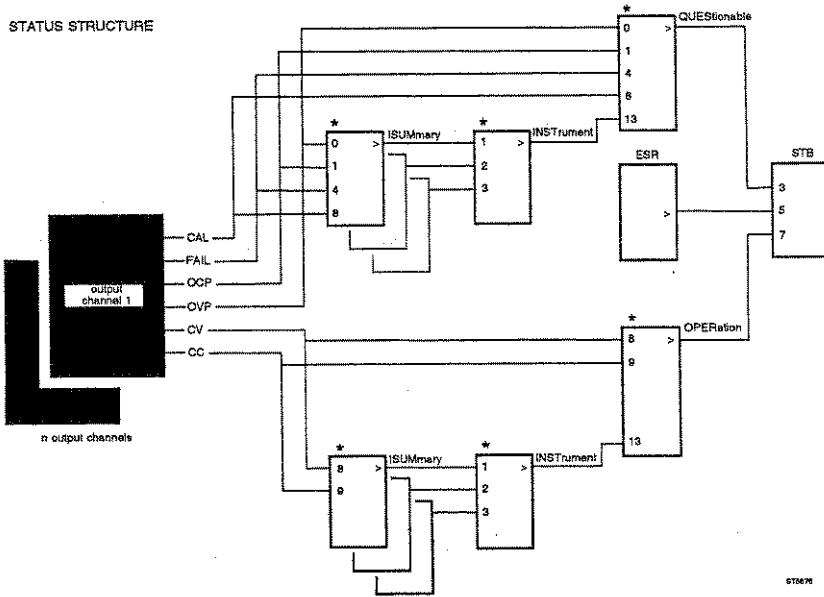 STATUS STRUCTURE
*
QUEStionable
0
>
1
4
8
13
*
ISUMmary
*
INSTrument
0
>
1
4
8
1
>
2
3
ESR
>
STB
3
5
7
CAL
FAIL
OCP
OVP
CV
CC
output
channel 1
n output channels
*
OPERation
8
>
9
13
*
ISUMmary
*
INSTrument
8
>
9
1
>
2
3